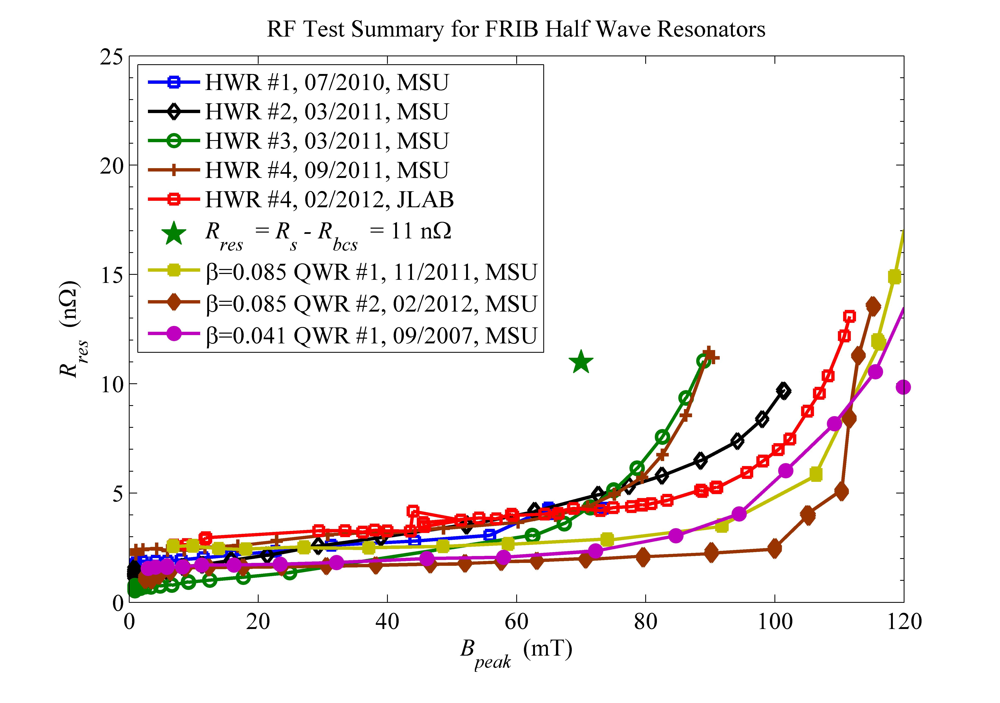 RF Test Summary for FRIB Half Wave Resonators
25
20
15
10
5
0
R_res (nΩ)
HWR #1, 07/2010, MSU
HWR #2, 03/2011, MSU
HWR #3, 03/2011, MSU
HWR #4, 09/2011, MSU
HWR #4, 02/2012, JLAB
R_res = R_s - R_bcs = 11 nΩ
β=0.085 QWR #1, 11/2011, MSU
β=0.085 QWR #2, 02/2012, MSU
β=0.041 QWR #1, 09/2007, MSU
0 20 40 60 80 100 120
B_peak (mT)